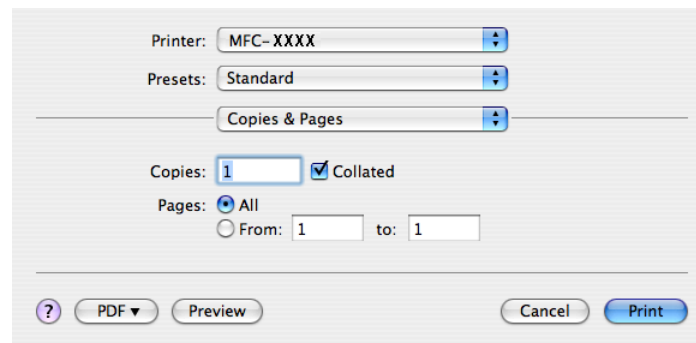 Printer: MFC-XXXX
Presets: Standard
Copies & Pages
Copies: 1 Collated
Pages: All
From: 1 to: 1
? PDF▼ Preview Cancel Print